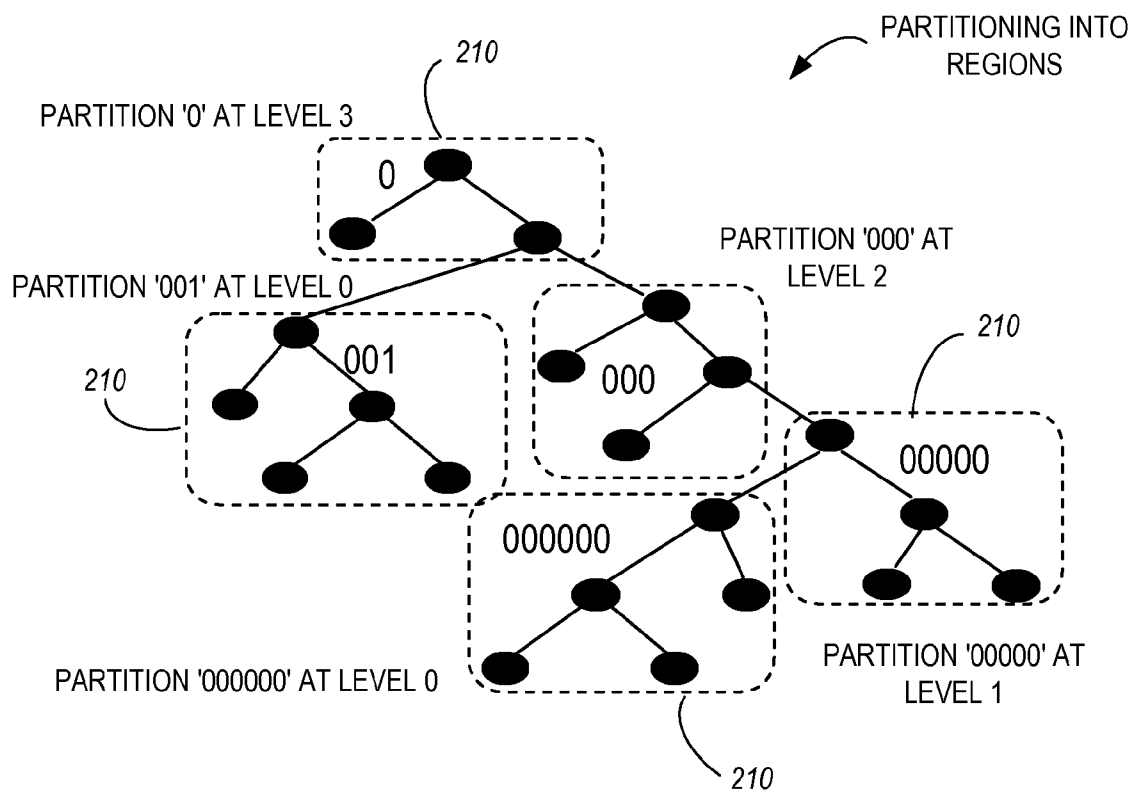 PARTITIONING INTO
REGIONS
210
PARTITION '0' AT LEVEL 3
0
PARTITION '000' AT
LEVEL 2
PARTITION '001' AT LEVEL 0
210
001
000
210
00000
000000
PARTITION '00000' AT
LEVEL 1
PARTITION '000000' AT LEVEL 0
210